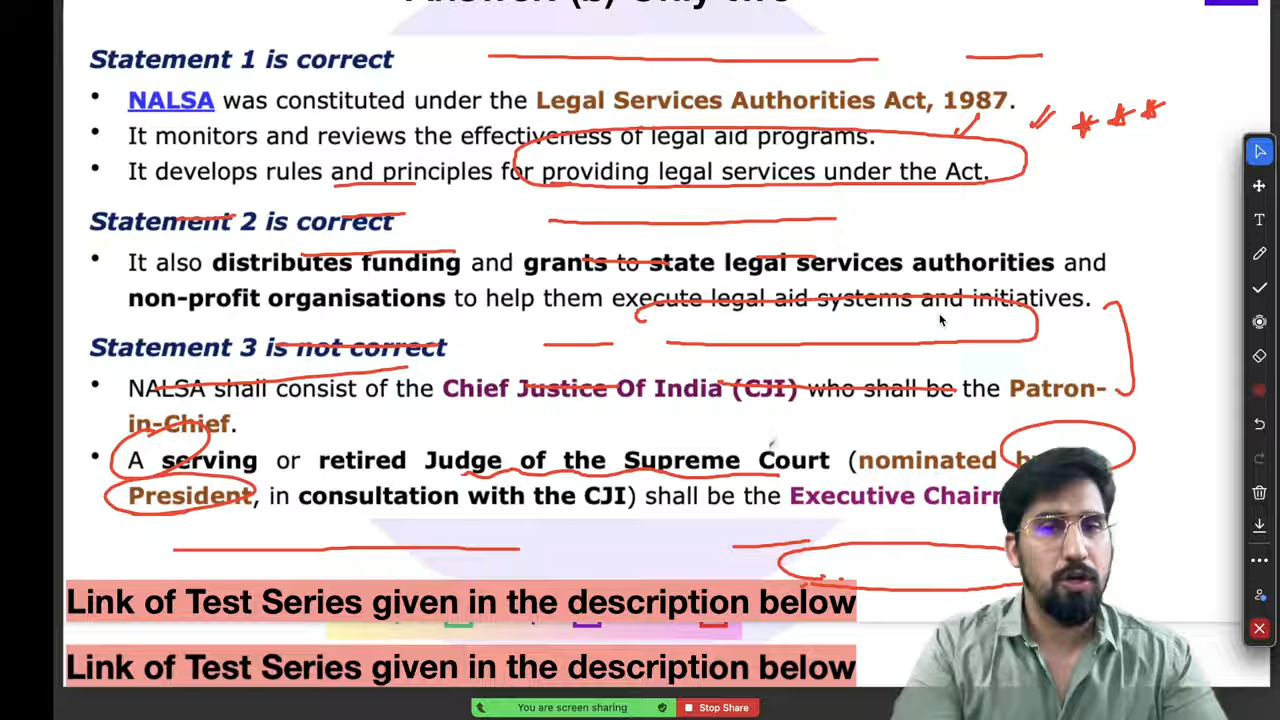 Answer: (b) Only two
Statement 1 is correct
• NALSA was constituted under the Legal Services Authorities Act, 1987.
• It monitors and reviews the effectiveness of legal aid programs.
• It develops rules and principles for providing legal services under the Act.
Statement 2 is correct
• It also distributes funding and grants to state legal services authorities and
non-profit organisations to help them execute legal aid systems and initiatives.
Statement 3 is not correct
• NALSA shall consist of the Chief Justice Of India (CJI) who shall be the Patron-
in-Chief.
• A serving or retired Judge of the Supreme Court (nominated
President, in consultation with the CJI) shall be the Executive
Link of Test Series given in the description below
Link of Test Series given in the description below
You are screen sharing
Stop Share